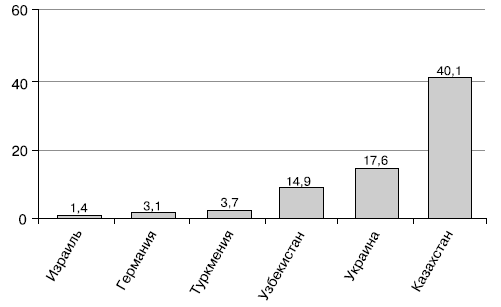 60
40
20
0
1,4
3,1
3,7
14,9
17,6
40,1
Израиль
Германия
Туркмения
Узбекистан
Украина
Казахстан